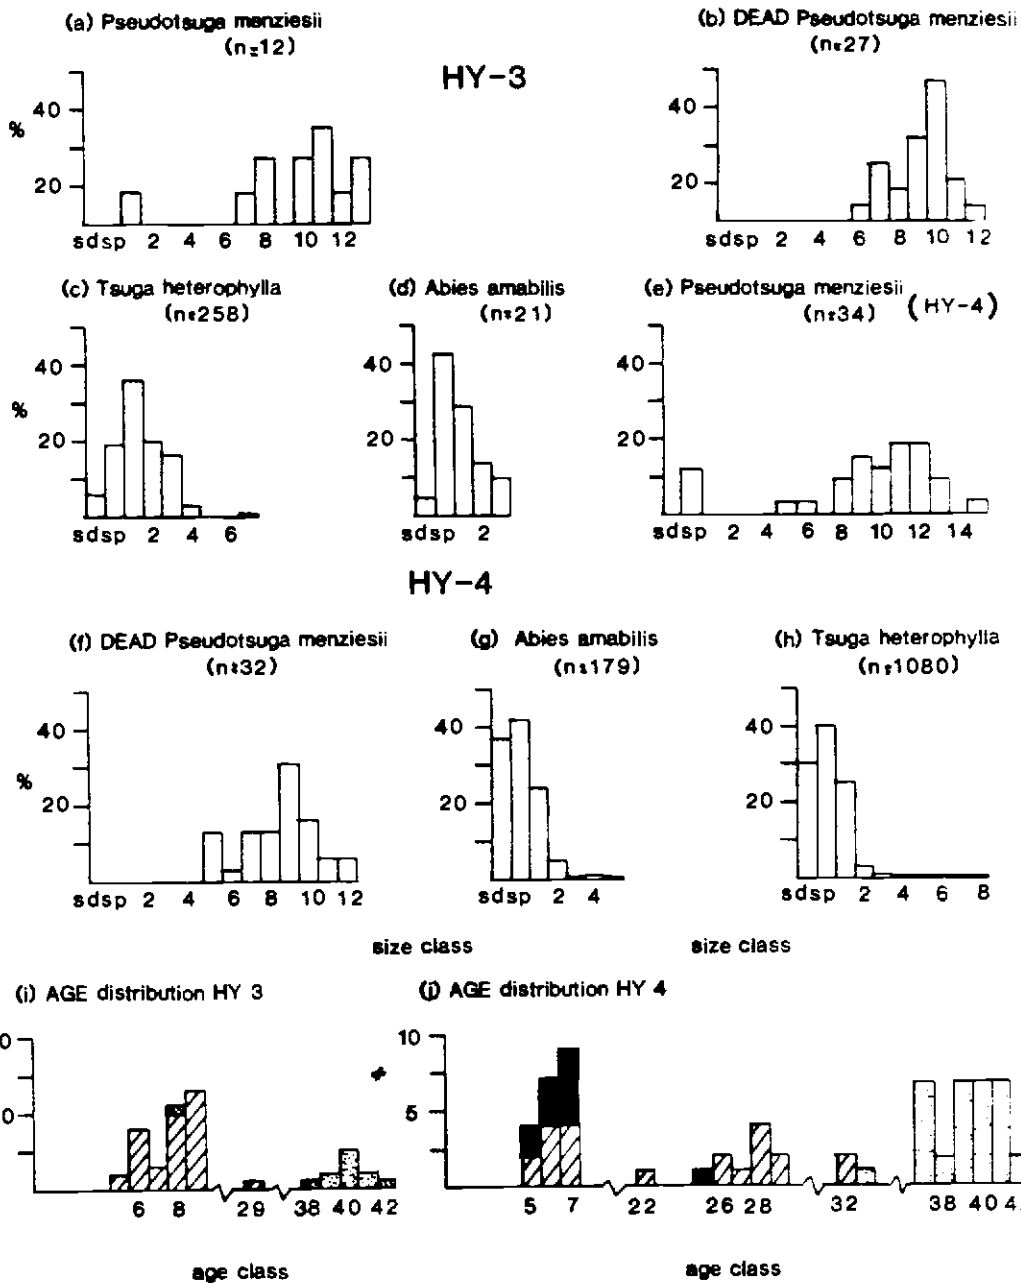 (a) Pseudotsuga menziesii
(n=12)
(b) DEAD Pseudotsuga menziesii
(n=27)
HY-3
40
%
20
sdsp 2 4 6 8 10 12
40
20
sdsp 2 4 6 8 10 12
(c) Tsuga heterophylla
(n=258)
40
%
20
sdsp 2 4 6
(d) Abies amabilis
(n=21)
40
20
sdsp 2
(e) Pseudotsuga menziesii
(n=34) (HY-4)
40
20
sdsp 2 4 6 8 10 12 14
HY-4
(f) DEAD Pseudotsuga menziesii
(n=32)
40
%
20
sdsp 2 4 6 8 10 12
(g) Abies amabilis
(n=179)
40
20
sdsp 2 4
(h) Tsuga heterophylla
(n=1080)
40
20
sdsp 2 4 6 8
size class
size class
(i) AGE distribution HY 3
0
0
6 8 29 38 40 42
age class
(j) AGE distribution HY 4
10
#
5
5 7 22 26 28 32 38 40 4
age class